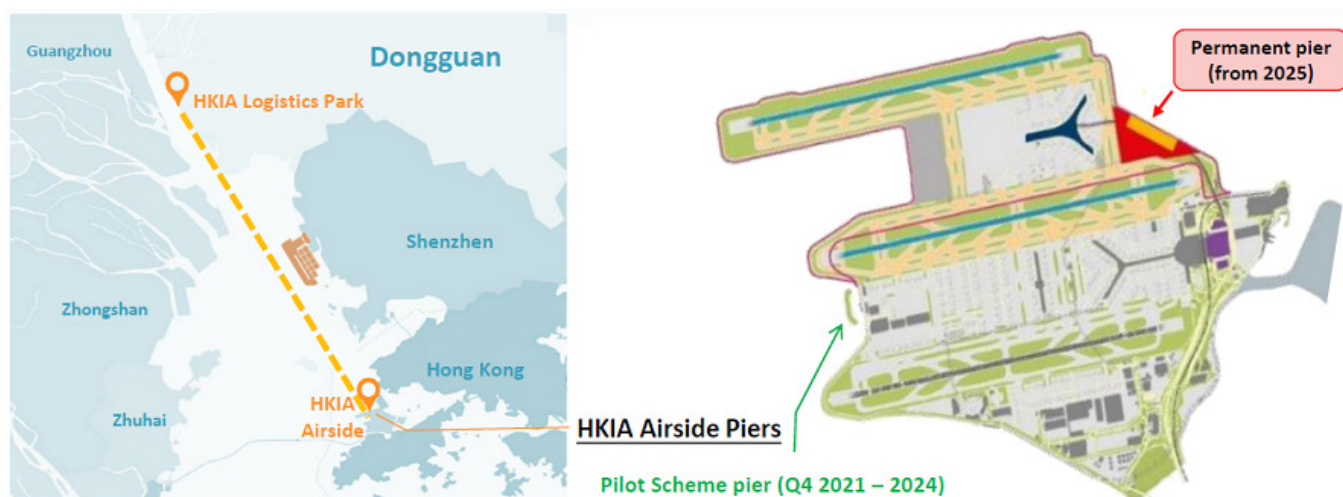 Guangzhou
Dongguan
HKIA Logistics Park
Shenzhen
Zhongshan
Hong Kong
HKIA
Airside
Zhuhai
Permanent pier
(from 2025)
HKIA Airside Piers
Pilot Scheme pier (Q4 2021 – 2024)